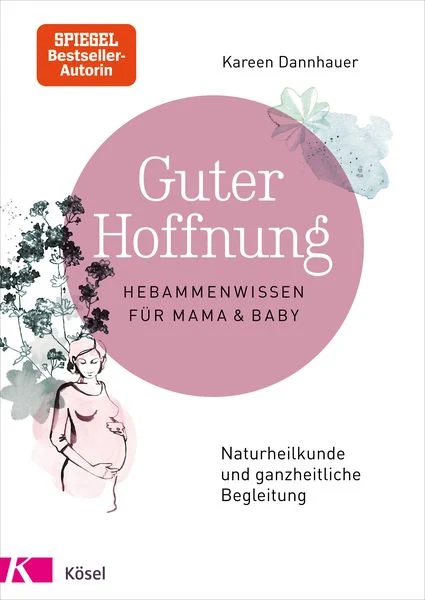 SPIEGEL
Bestseller-
Autorin
Kareen Dannhauer
Guter
Hoffnung
HEBAMMENWISSEN
FÜR MAMA & BABY
Naturheilkunde
und ganzheitliche
Begleitung
K Kösel